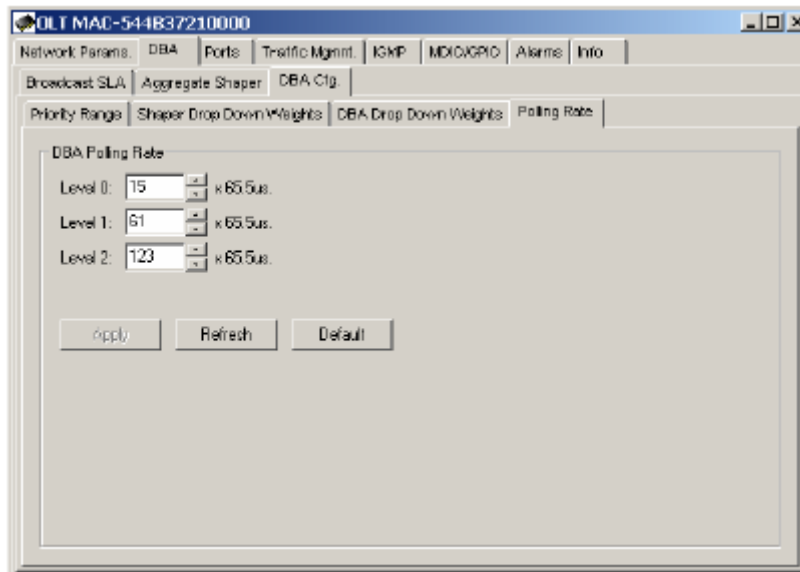 OLT MAC-544B37210000
Network Params. DBA Ports Traffic Mgmnt. IGMP MDIO/GPIO Alarms Info
Broadcast SLA Aggregate Shaper DBA Cfg.
Priority Range Shaper Drop Down Weights DBA Drop Down Weights Polling Rate
DBA Polling Rate
Level 0: 15 x 65.5us.
Level 1: 61 x 65.5us.
Level 2: 123 x 65.5us.
Apply Refresh Default